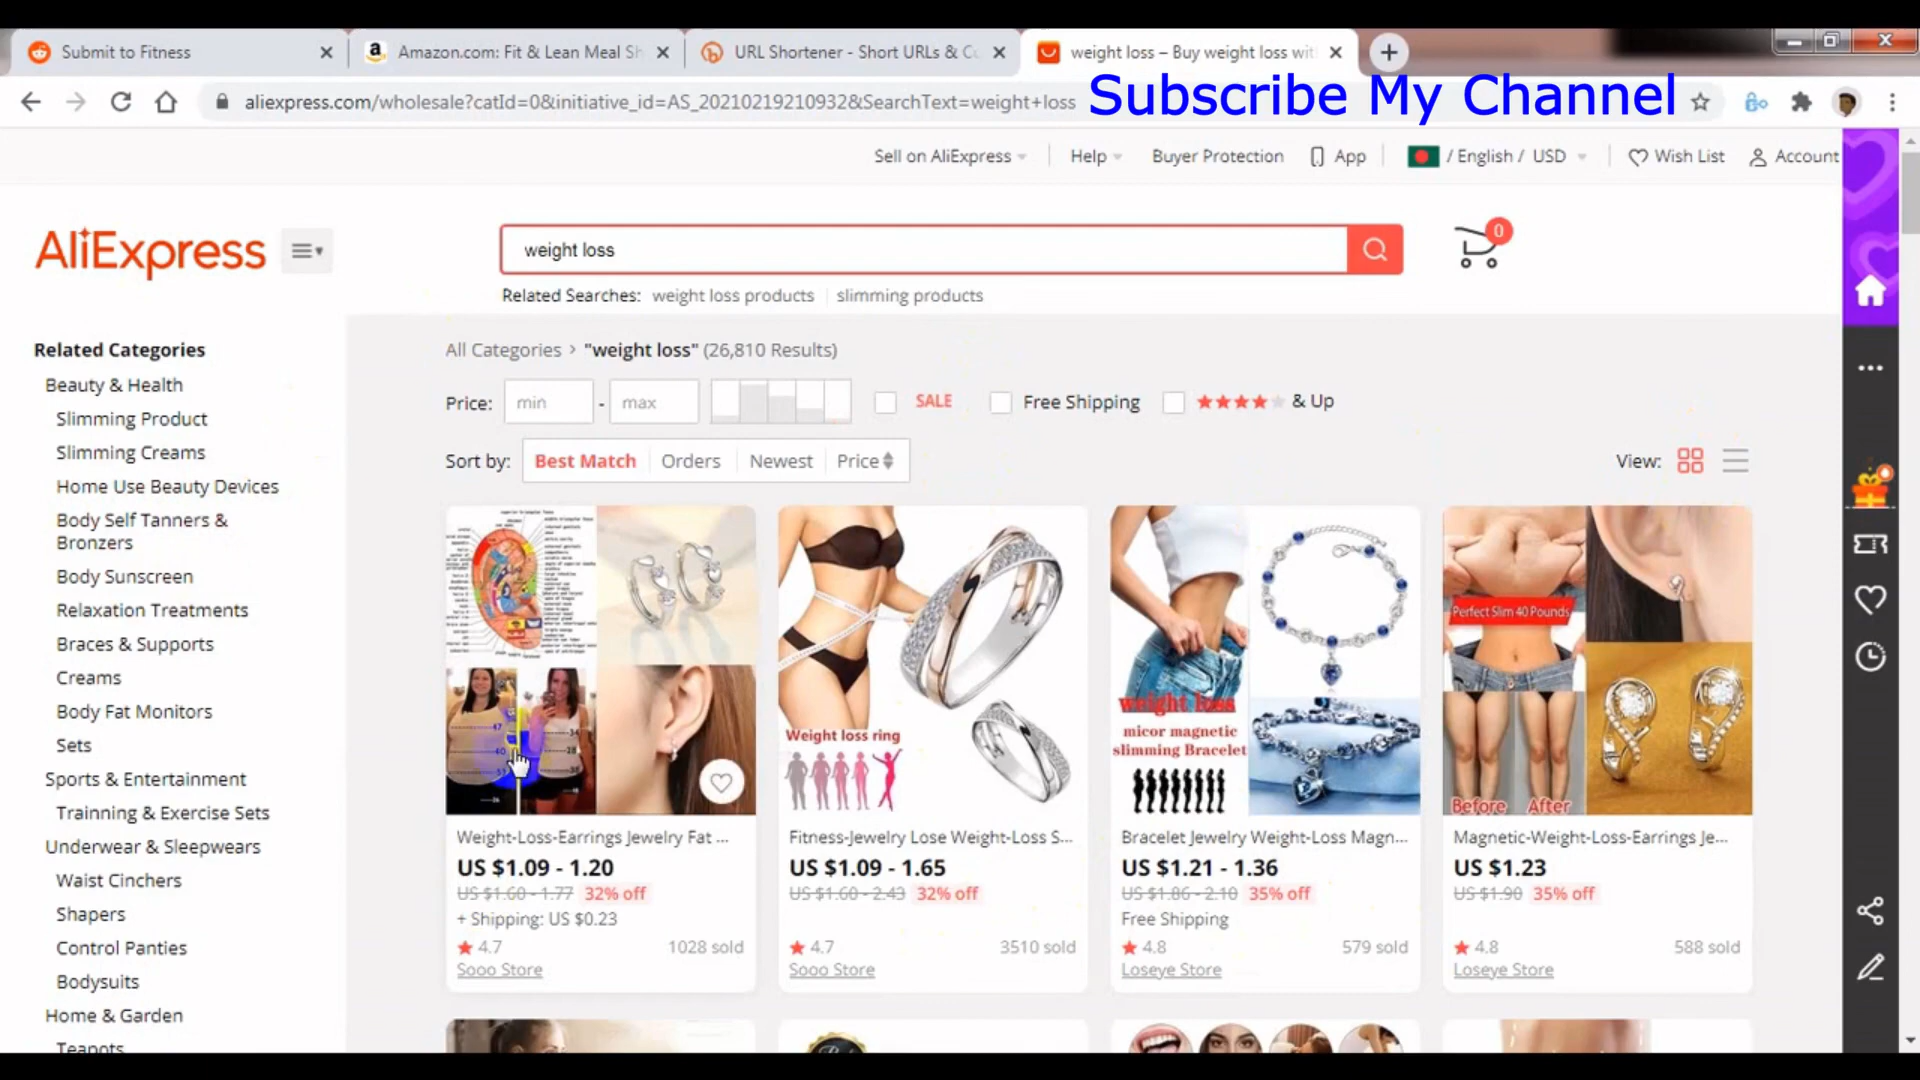 Submit to Fitness
Amazon.com: Fit & Lean Meal Sh
URL Shortener - Short URLs & C
weight loss – Buy weight loss wit
Subscribe My Channel
aliexpress.com/wholesale?catId=0&initiative_id=AS_20210219210932&SearchText=weight+loss
Sell on AliExpress
Help
Buyer Protection
App
/ English / USD
Wish List
Account
AliExpress
weight loss
0
Related Searches: weight loss products slimming products
Related Categories
Beauty & Health
Slimming Product
Slimming Creams
Home Use Beauty Devices
Body Self Tanners &
Bronzers
Body Sunscreen
Relaxation Treatments
Braces & Supports
Creams
Body Fat Monitors
Sets
Sports & Entertainment
Trainning & Exercise Sets
Underwear & Sleepwears
Waist Cinchers
Shapers
Control Panties
Bodysuits
Home & Garden
Teapots
All Categories > "weight loss" (26,810 Results)
Price: min - max SALE Free Shipping & Up
Sort by: Best Match Orders Newest Price
View:
Weight-Loss-Earrings Jewelry Fat ...
US $1.09 - 1.20
US $1.60 - 1.77 32% off
+ Shipping: US $0.23
4.7 1028 sold
Sooo Store
Weight loss ring
Fitness-Jewelry Lose Weight-Loss S...
US $1.09 - 1.65
US $1.60 - 2.43 32% off
4.7 3510 sold
Sooo Store
weight loss
micor magnetic
slimming Bracelet
Bracelet Jewelry Weight-Loss Magn...
US $1.21 - 1.36
US $1.86 - 2.10 35% off
Free Shipping
4.8 579 sold
Loseye Store
Perfect Slim 40 Pounds
Before After
Magnetic-Weight-Loss-Earrings Je...
US $1.23
US $1.90 35% off
4.8 588 sold
Loseye Store